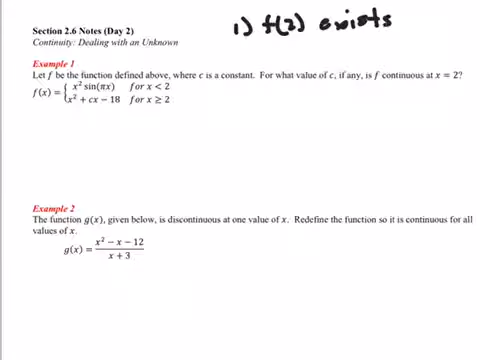 Section 2.6 Notes (Day 2)
1) f(2) exists
Continuity: Dealing with an Unknown
Example 1
Let f be the function defined above, where c is a constant. For what value of c, if any, is f continuous at x = 2?
f(x) = { x² sin(πx) for x < 2
x² + cx − 18 for x ≥ 2
Example 2
The function g(x), given below, is discontinuous at one value of x. Redefine the function so it is continuous for all
values of x.
g(x) = x² − x − 12
x + 3